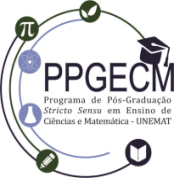 π
PPGECM
Programa de Pós-Graduação
Stricto Sensu em Ensino de
Ciências e Matemática - UNEMAT